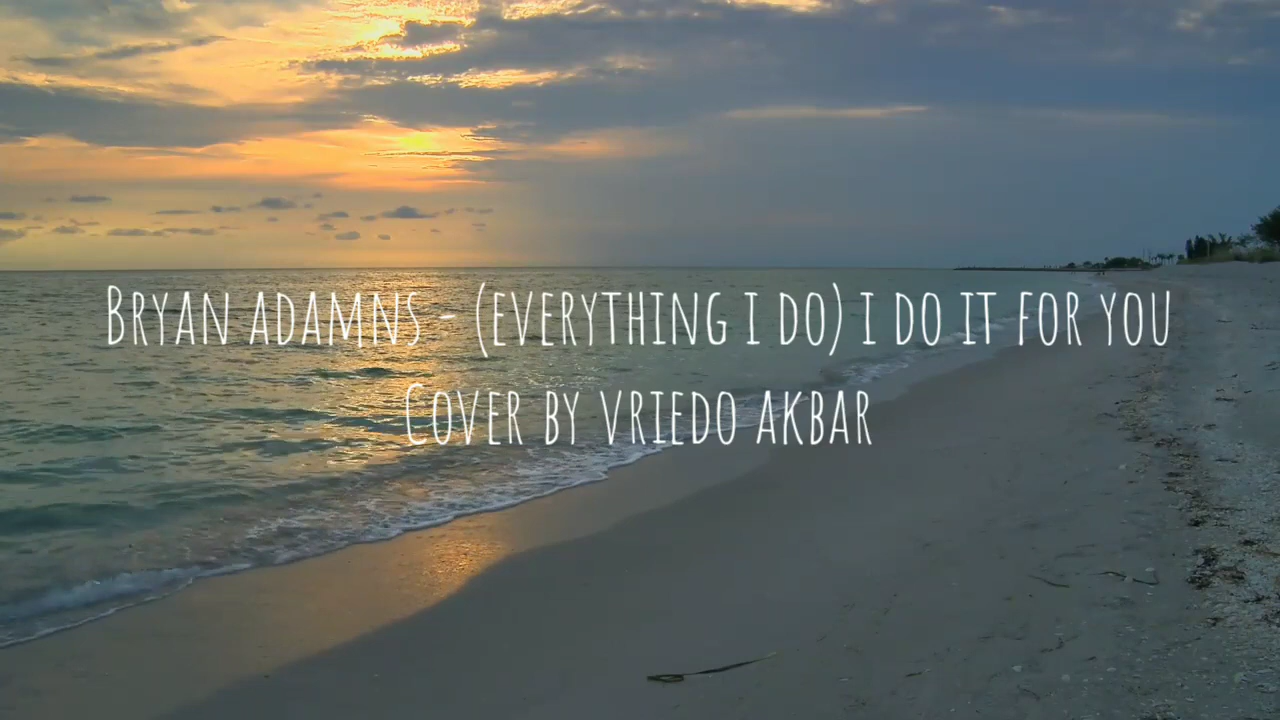 Bryan adamns - (everything i do) i do it for you
Cover by vriedo akbar